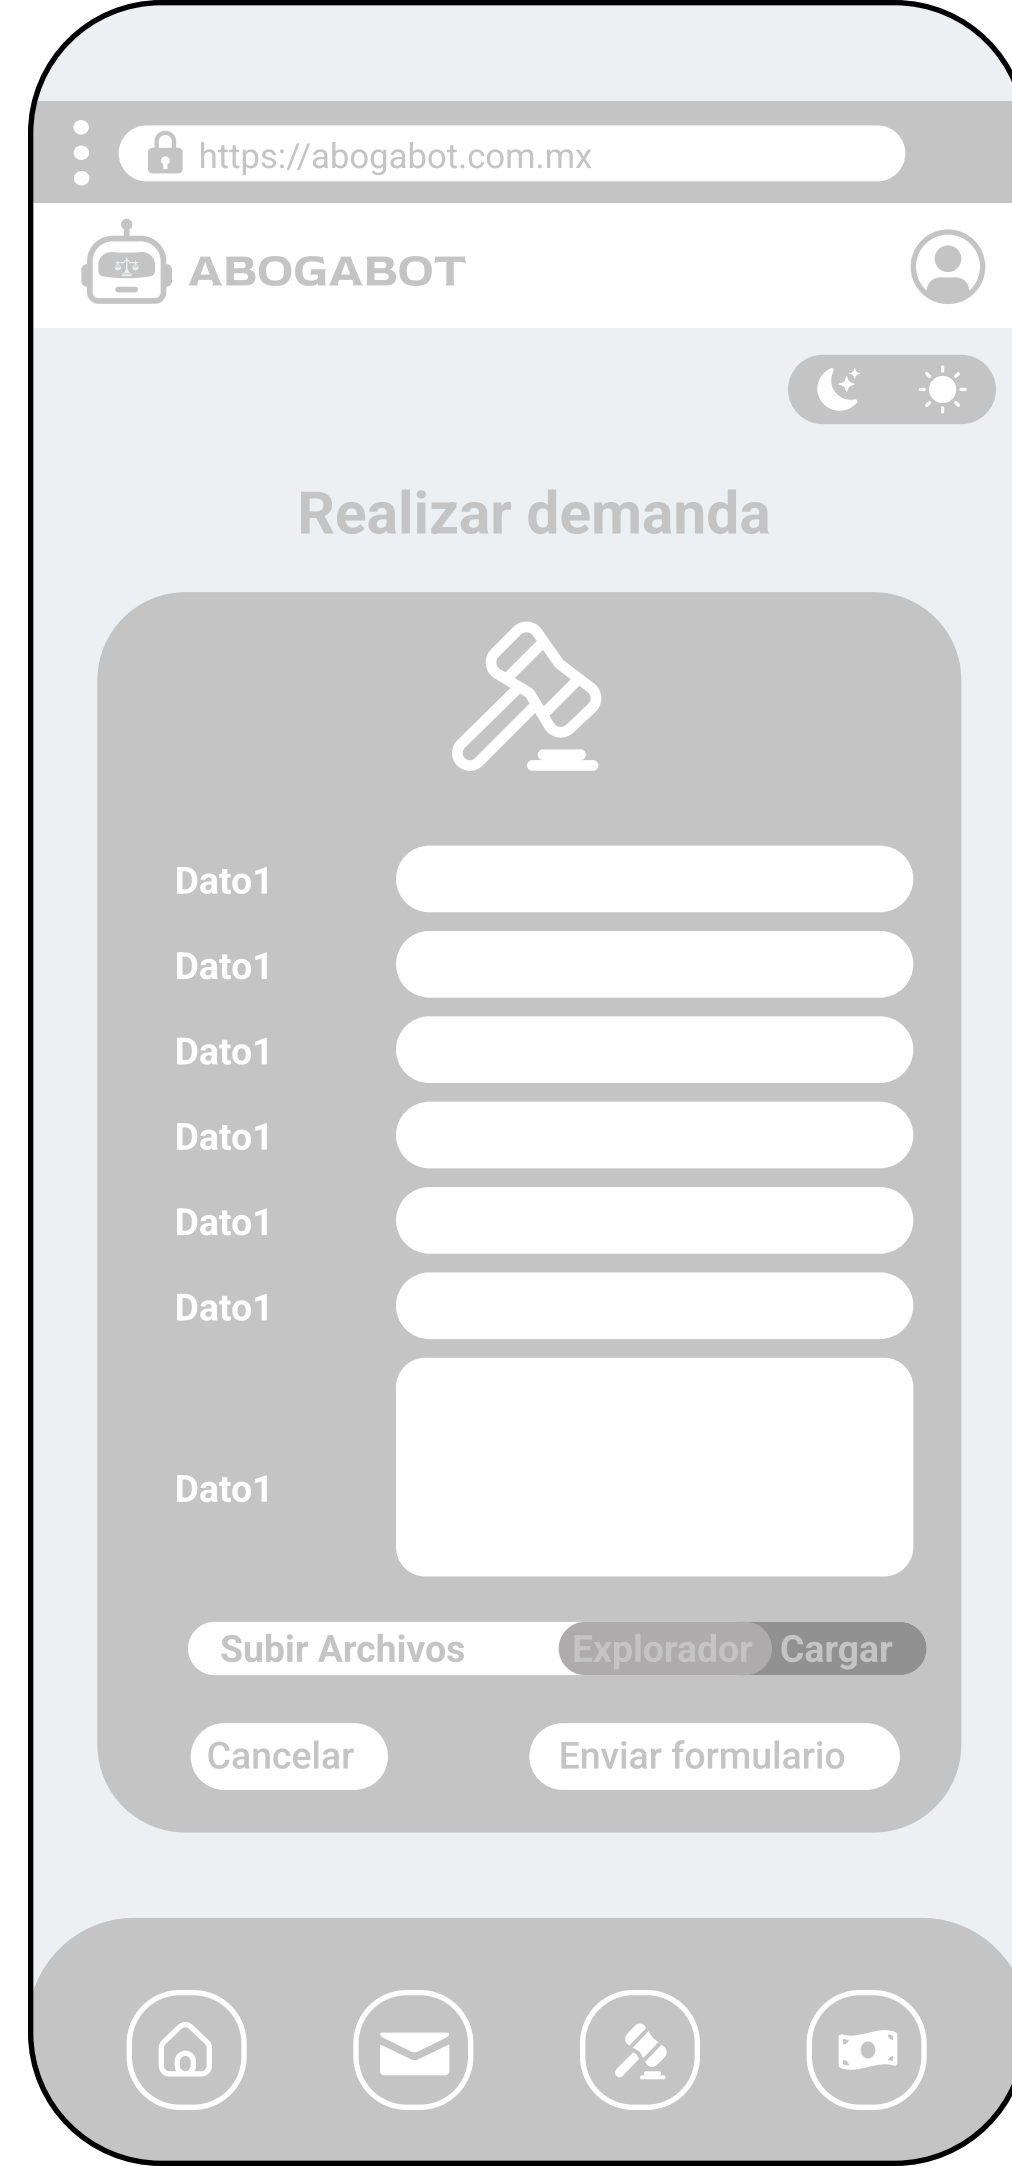 https://abogabot.com.mx
ABOGABOT
Realizar demanda
Dato1
Dato1
Dato1
Dato1
Dato1
Dato1
Dato1
Subir Archivos Explorador Cargar
Cancelar Enviar formulario